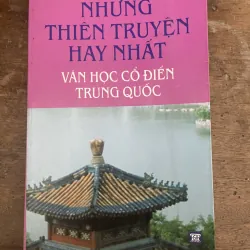 NHỮNG
THIÊN TRUYỆN
HAY NHẤT
VĂN HỌC CỔ ĐIỂN
TRUNG QUỐC